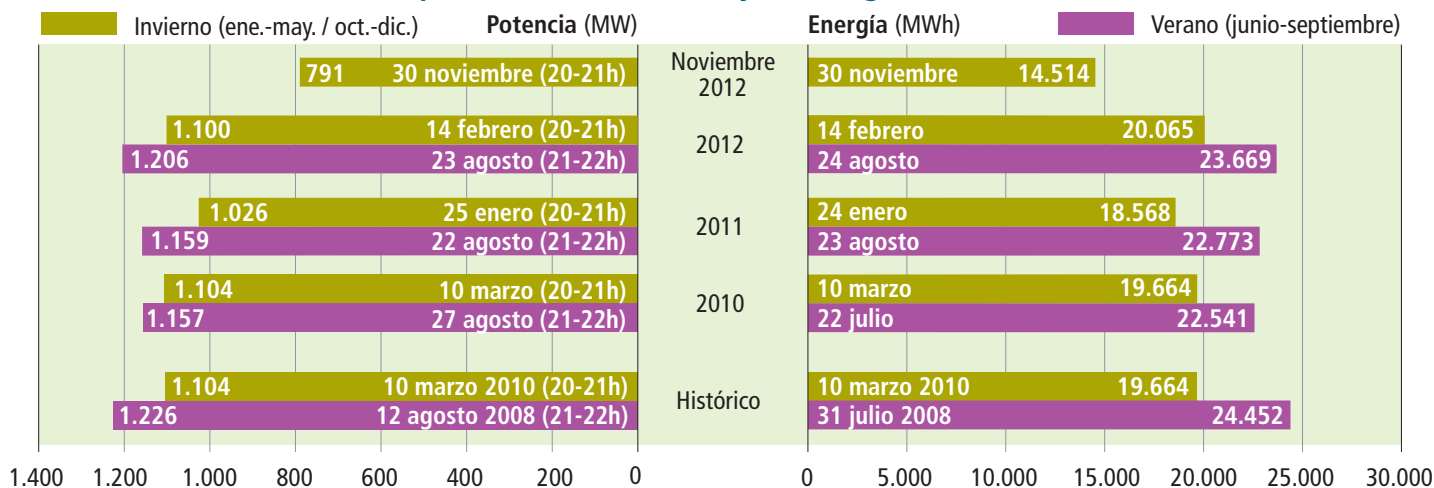 Invierno (ene.-may. / oct.-dic.) Potencia (MW) Energía (MWh) Verano (junio-septiembre)
791 30 noviembre (20-21h) Noviembre 2012 30 noviembre 14.514
1.100 14 febrero (20-21h) 2012 14 febrero 20.065
1.206 23 agosto (21-22h) 24 agosto 23.669
1.026 25 enero (20-21h) 2011 24 enero 18.568
1.159 22 agosto (21-22h) 23 agosto 22.773
1.104 10 marzo (20-21h) 2010 10 marzo 19.664
1.157 27 agosto (21-22h) 22 julio 22.541
1.104 10 marzo 2010 (20-21h) Histórico 10 marzo 2010 19.664
1.226 12 agosto 2008 (21-22h) 31 julio 2008 24.452
1.400 1.200 1.000 800 600 400 200 0 0 5.000 10.000 15.000 20.000 25.000 30.000